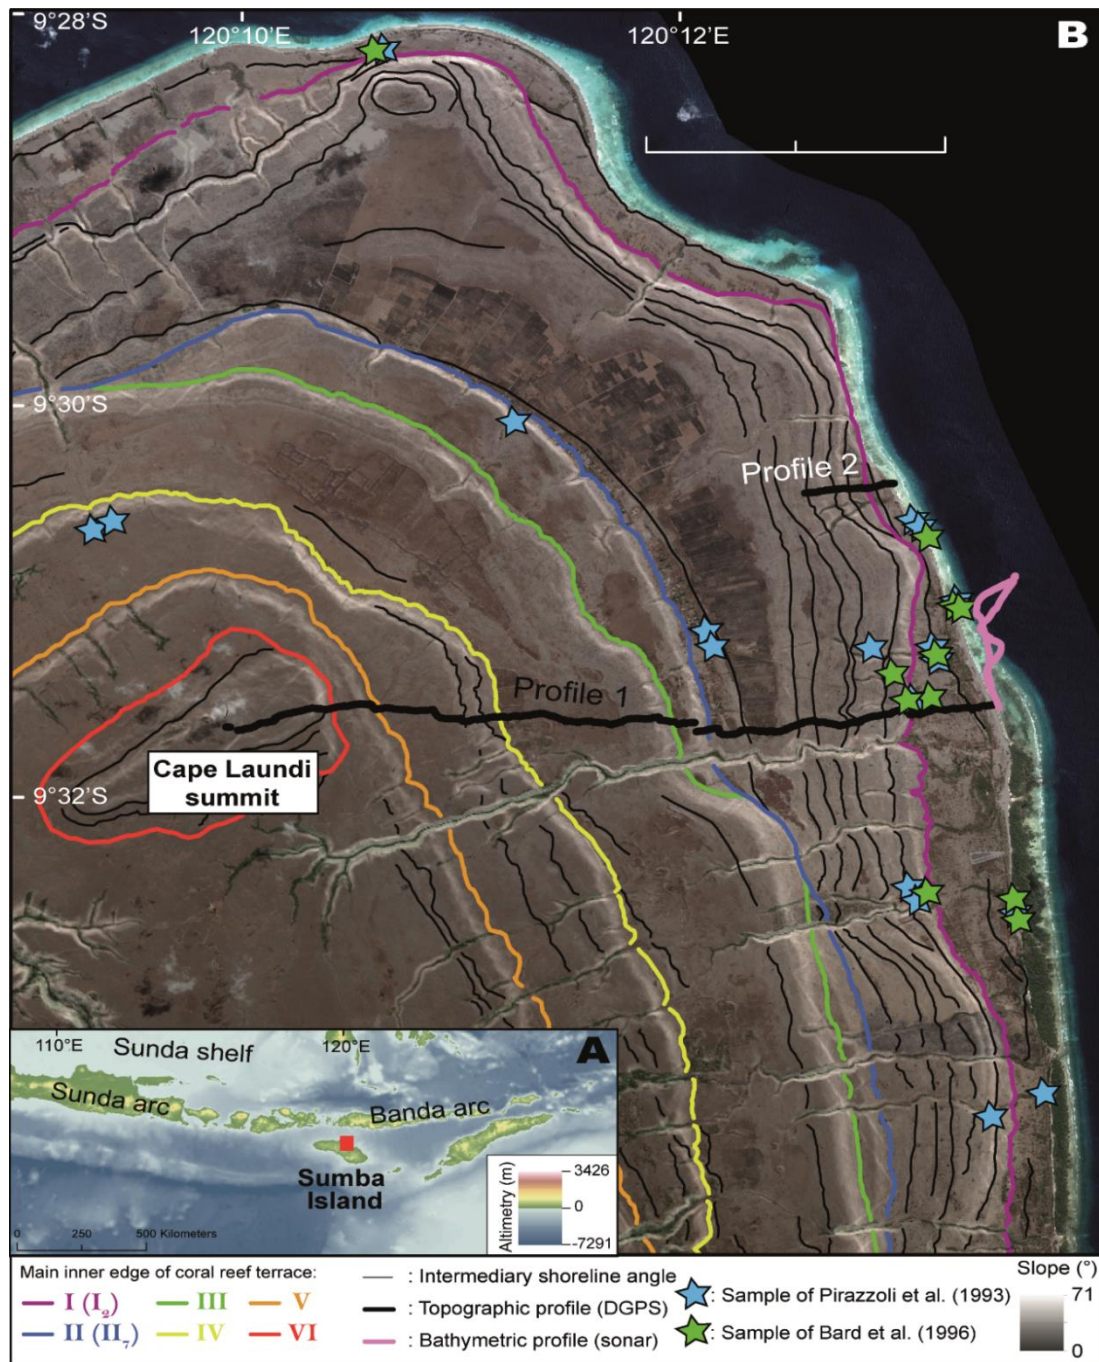 9°28'S
120°10'E
120°12'E
B
9°30'S
Profile 2
Profile 1
Cape Laundi
summit
9°32'S
110°E
120°E
A
Sunda shelf
Sunda arc
Banda arc
Sumba
Island
Altimetry (m)
3426
0
-7291
0 250 500 Kilometers
Main inner edge of coral reef terrace:
I (I₂)
III
V
II (II₇)
IV
VI
: Intermediary shoreline angle
: Topographic profile (DGPS)
: Bathymetric profile (sonar)
: Sample of Pirazzoli et al. (1993)
: Sample of Bard et al. (1996)
Slope (°)
71
0